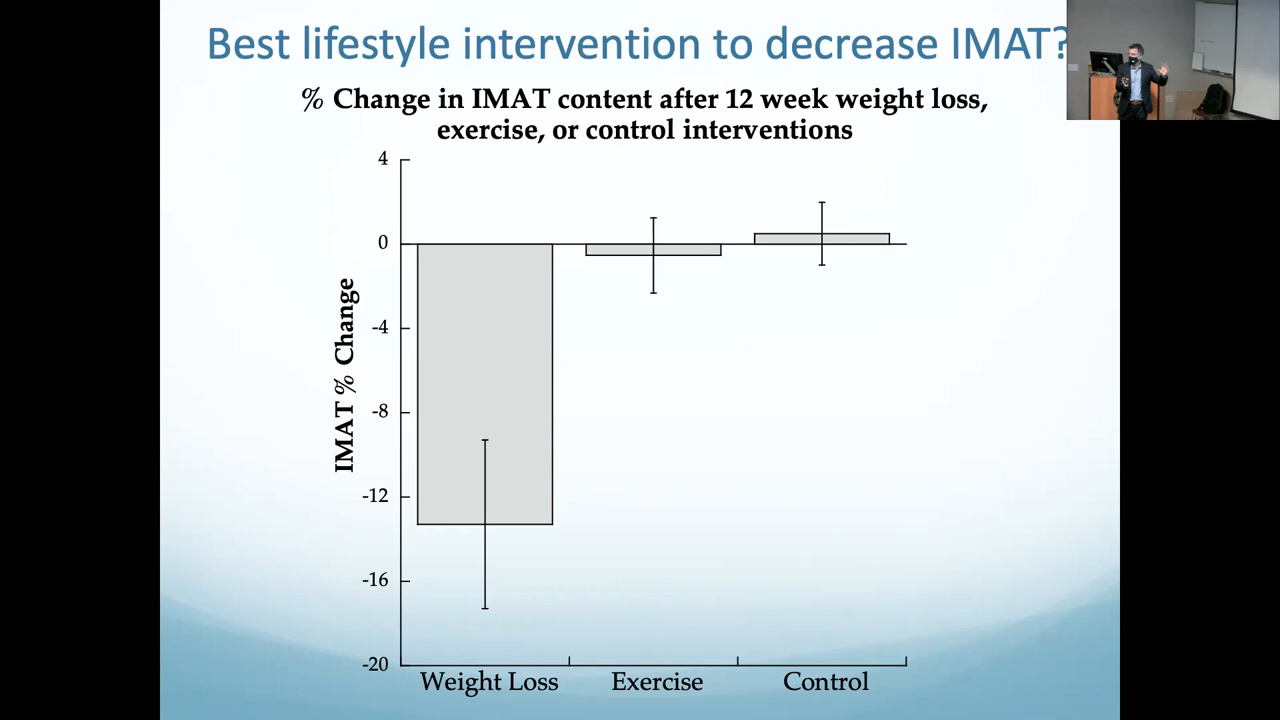 Best lifestyle intervention to decrease IMAT?
% Change in IMAT content after 12 week weight loss,
exercise, or control interventions
4
0
-4
-8
-12
-16
-20
IMAT % Change
Weight Loss
Exercise
Control